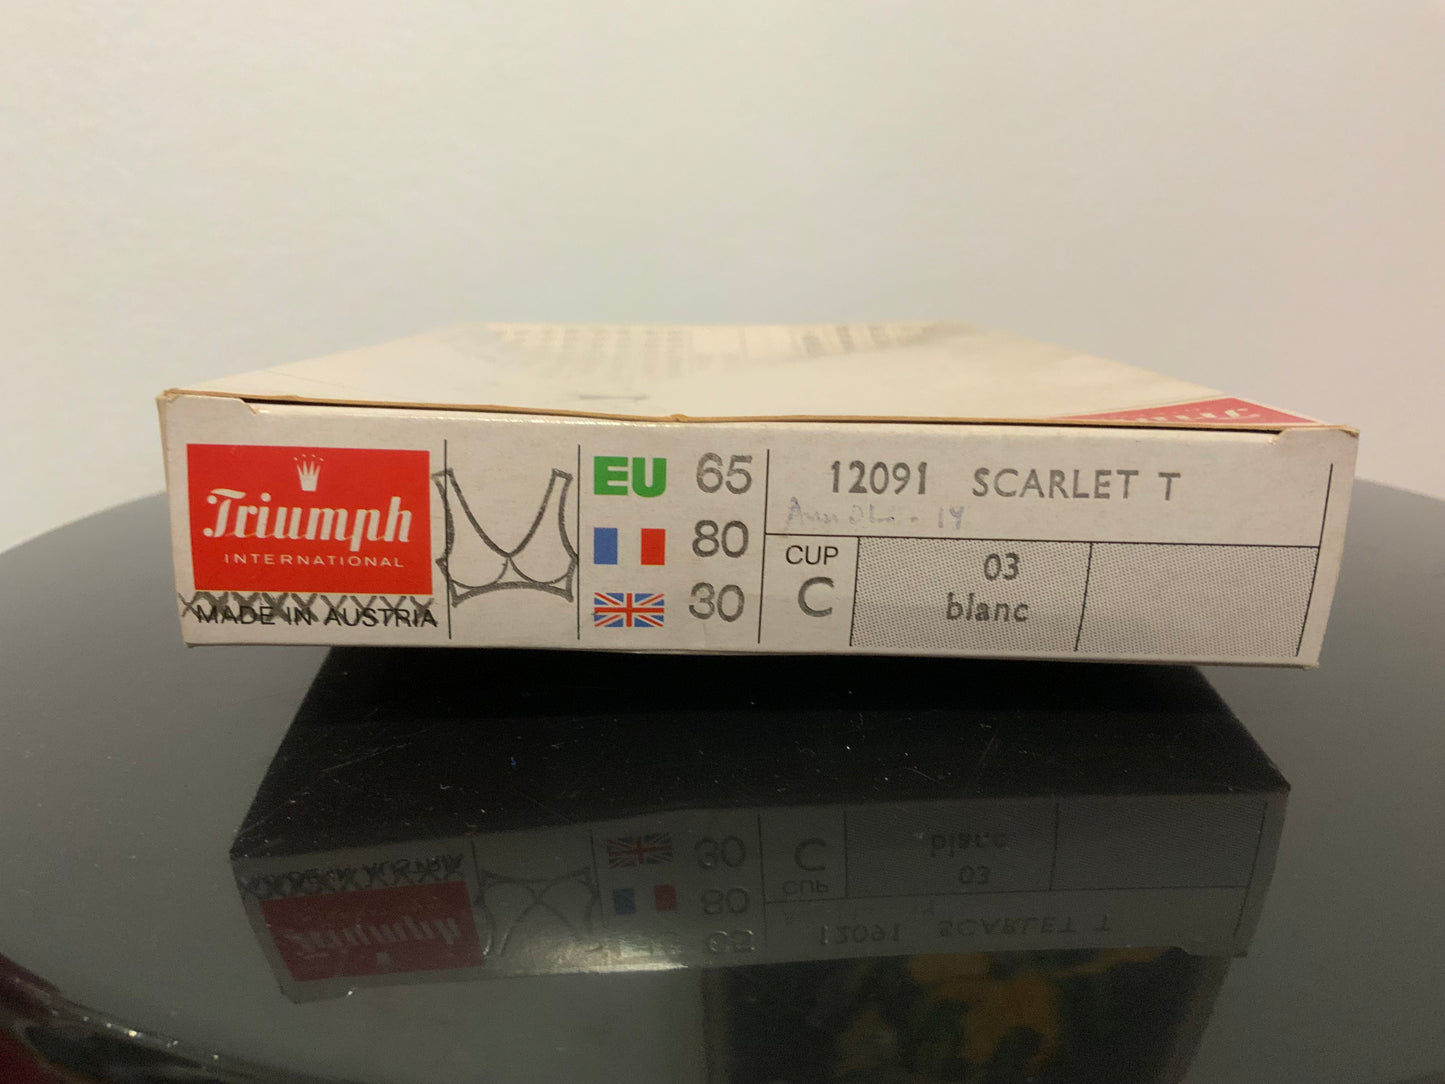 Triumph
INTERNATIONAL
MADE IN AUSTRIA
EU 65
80
30
12091 SCARLET T
CUP
C
03
blanc